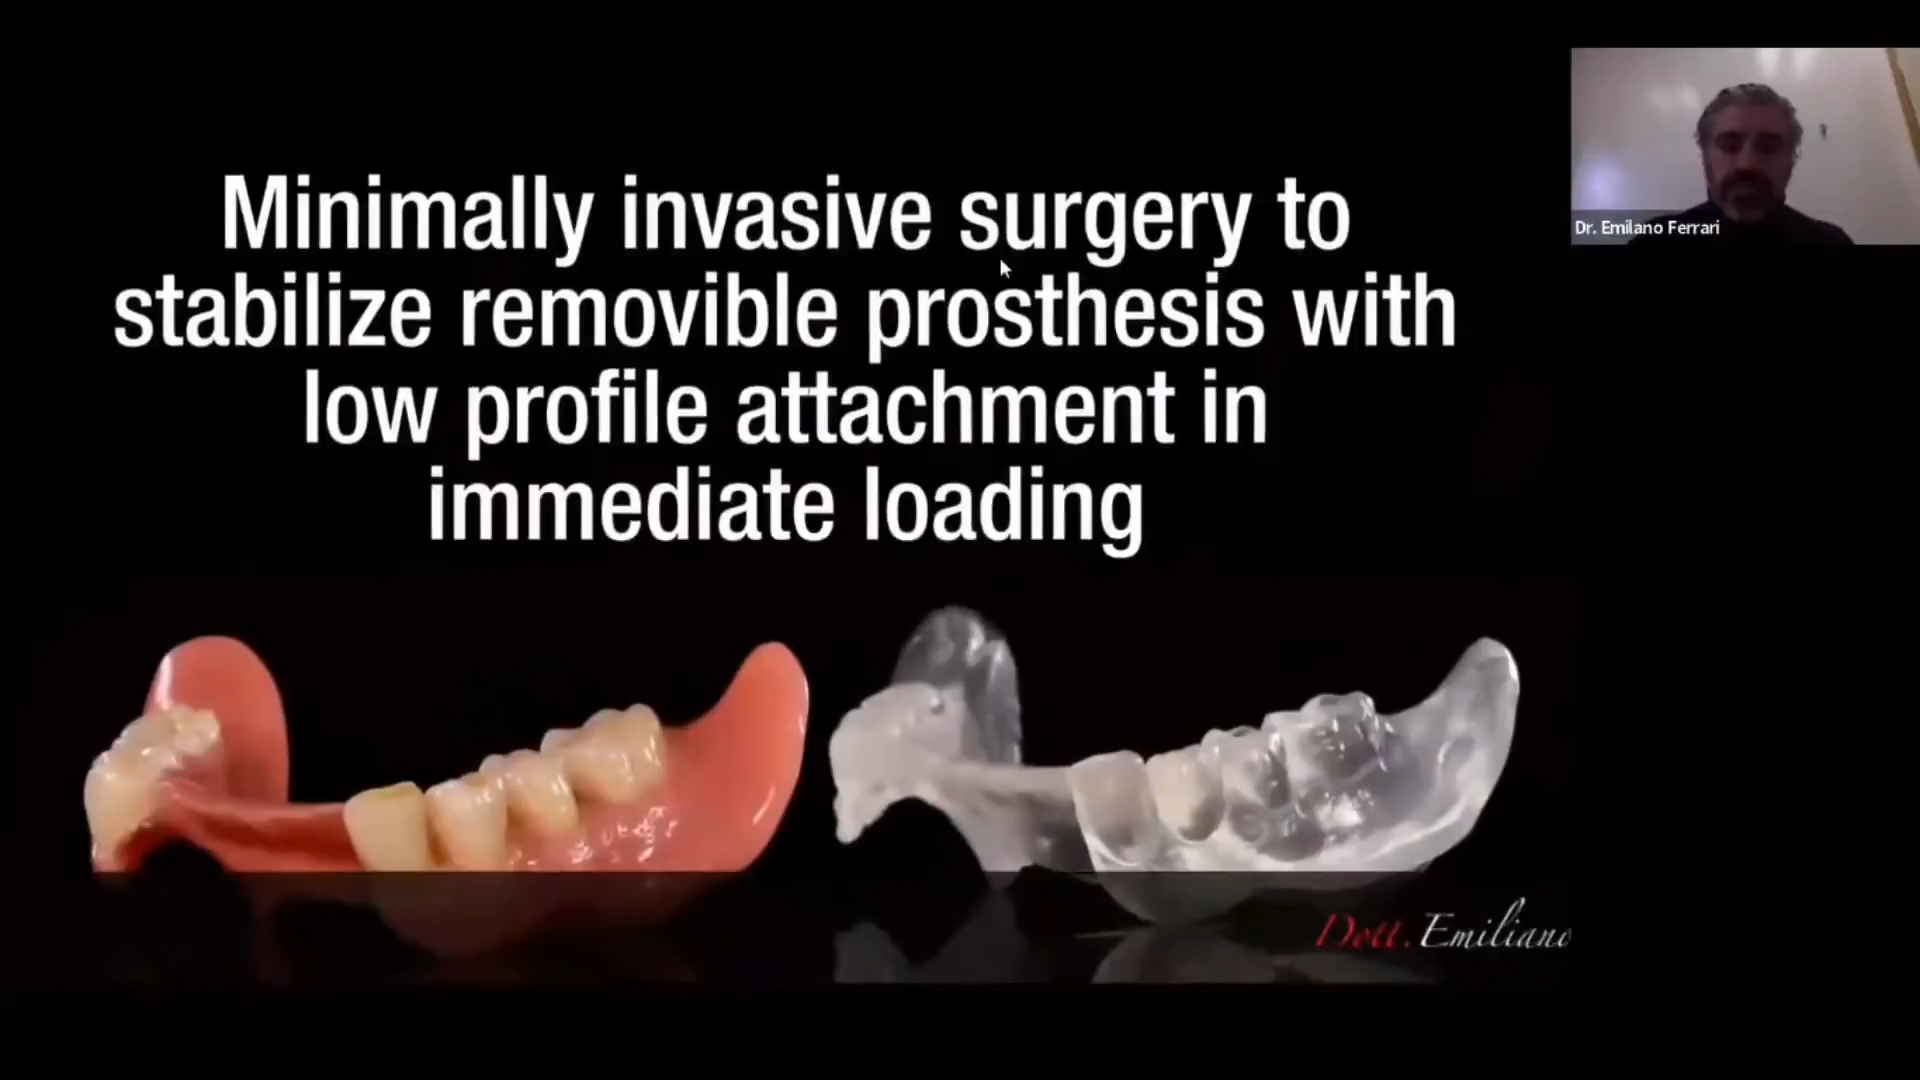 Minimally invasive surgery to
stabilize removible prosthesis with
low profile attachment in
immediate loading
Dr. Emilano Ferrari
Dott. Emiliano